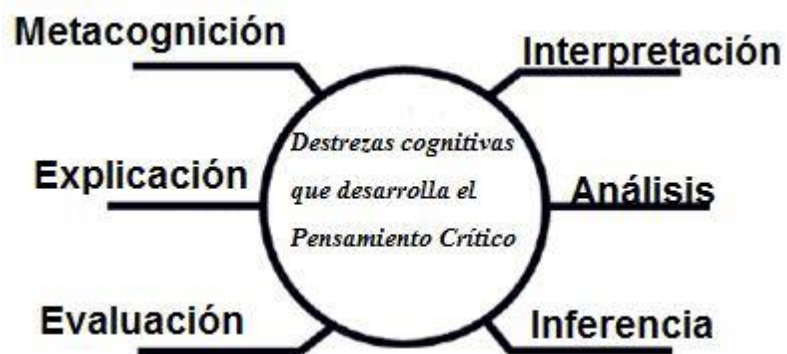 Metacognición
Interpretación
Destrezas cognitivas
que desarrolla el
Pensamiento Crítico
Explicación
Análisis
Evaluación
Inferencia